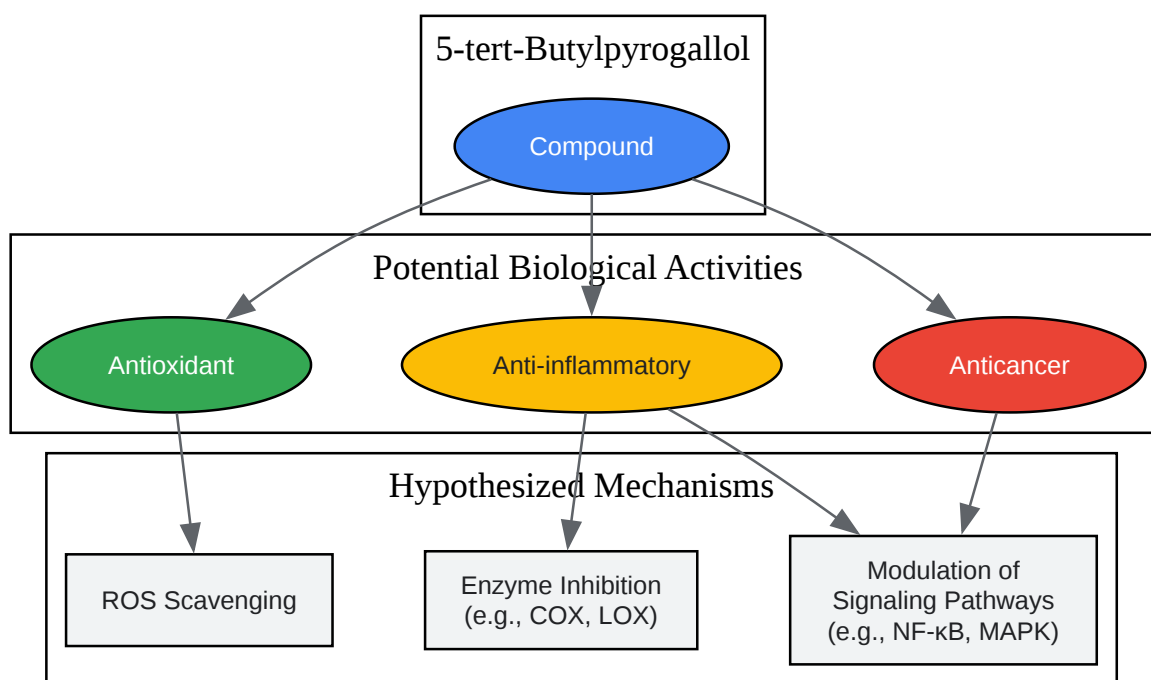 5-tert-Butylpyrogallol
Compound
Potential Biological Activities
Antioxidant
Anti-inflammatory
Anticancer
Hypothesized Mechanisms
ROS Scavenging
Enzyme Inhibition
(e.g., COX, LOX)
Modulation of
Signaling Pathways
(e.g., NF-κB, MAPK)